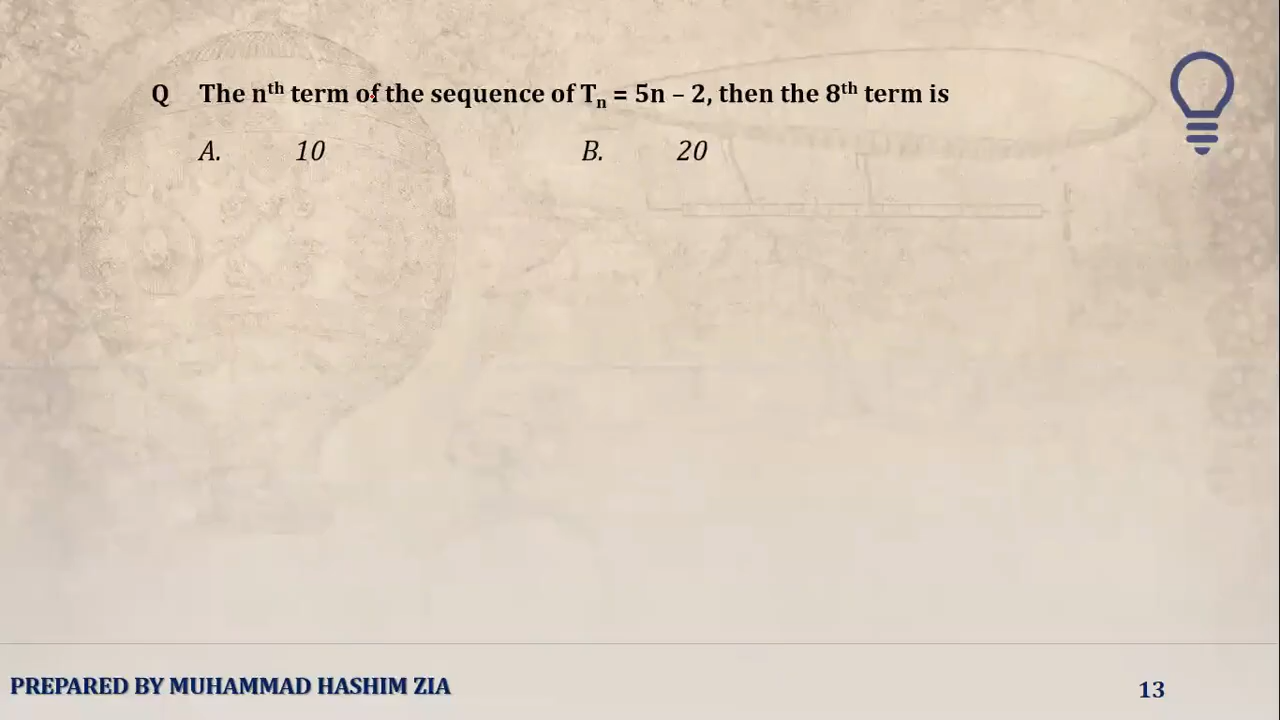 Q The nth term of the sequence of Tn = 5n – 2, then the 8th term is
A. 10 B. 20
PREPARED BY MUHAMMAD HASHIM ZIA
13